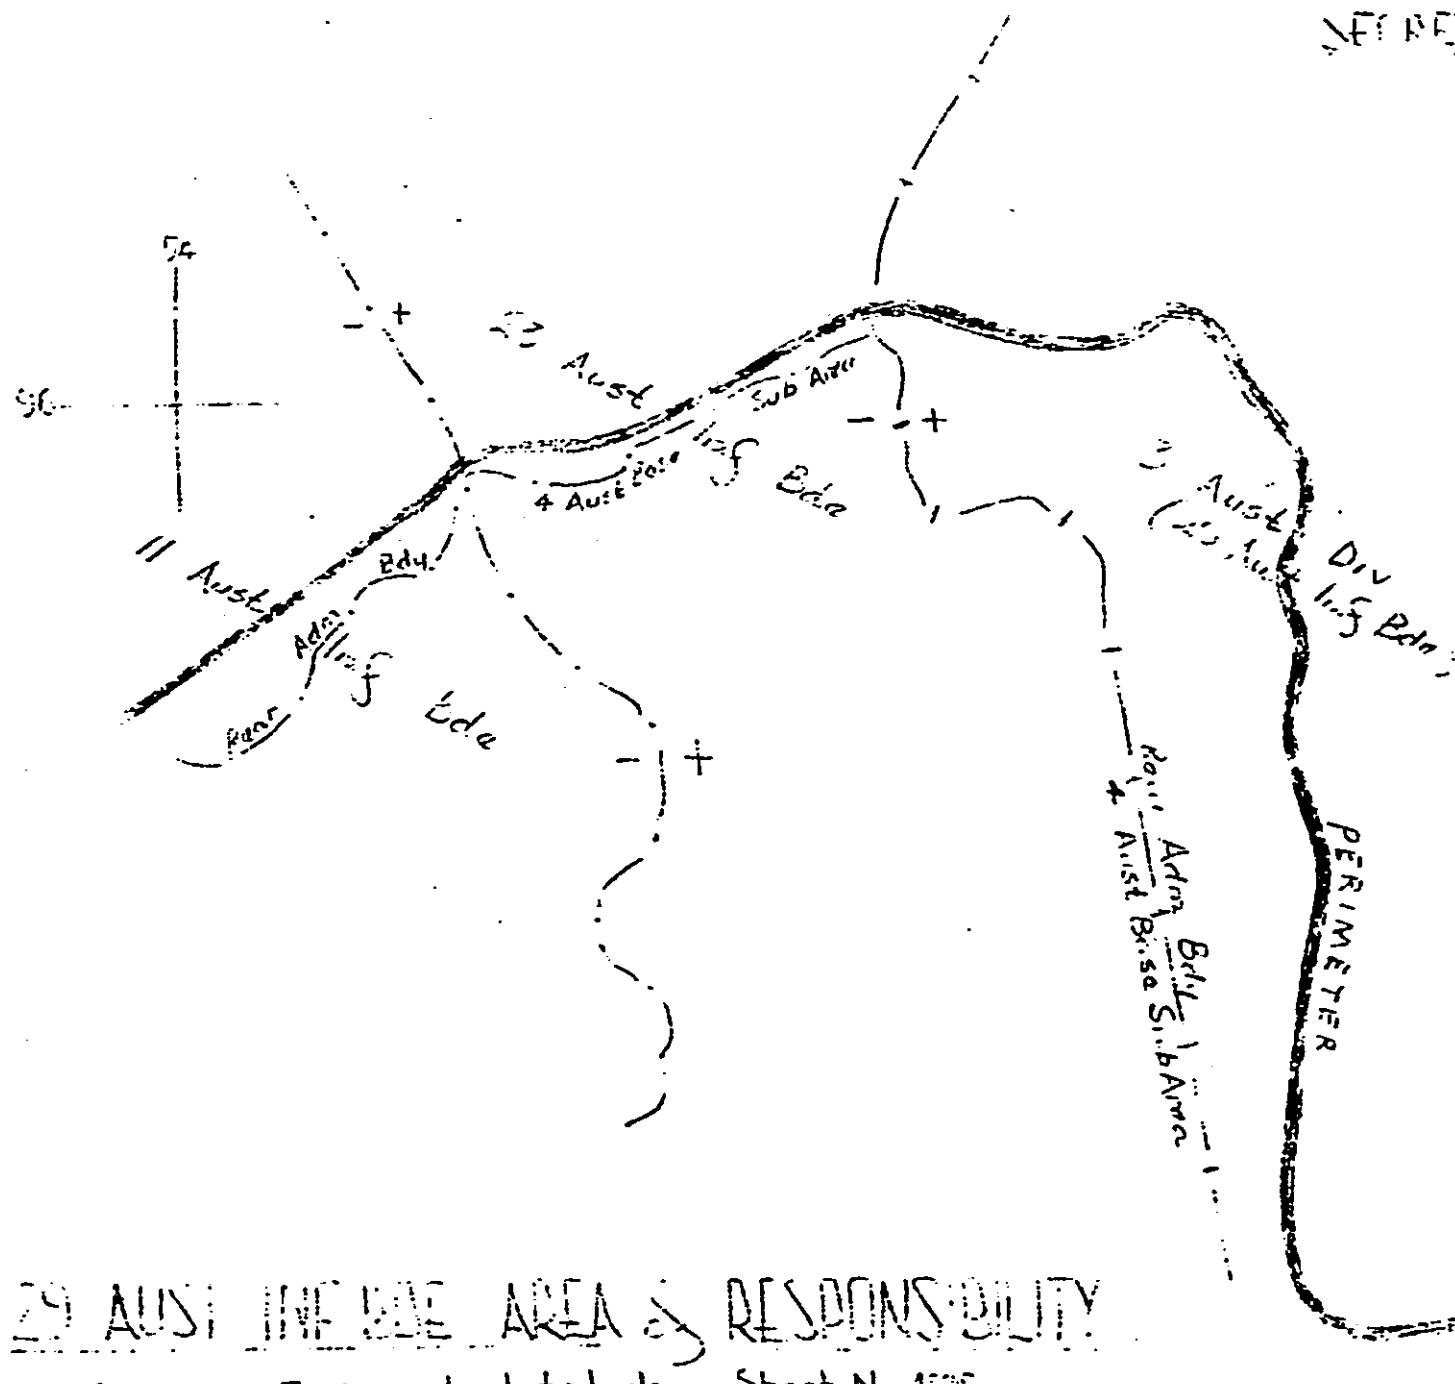 SECRET
54
96
29 Aust Inf Bde
4 Aust Base Sub Area
11 Aust Inf Bde
Rear Adm Bdy
3 Aust Div
Aust Inf Bde)
Rear Adm Bdy
4 Aust Base Sub Area
PERIMETER
29 AUST INF BDE AREA of RESPONSIBILITY